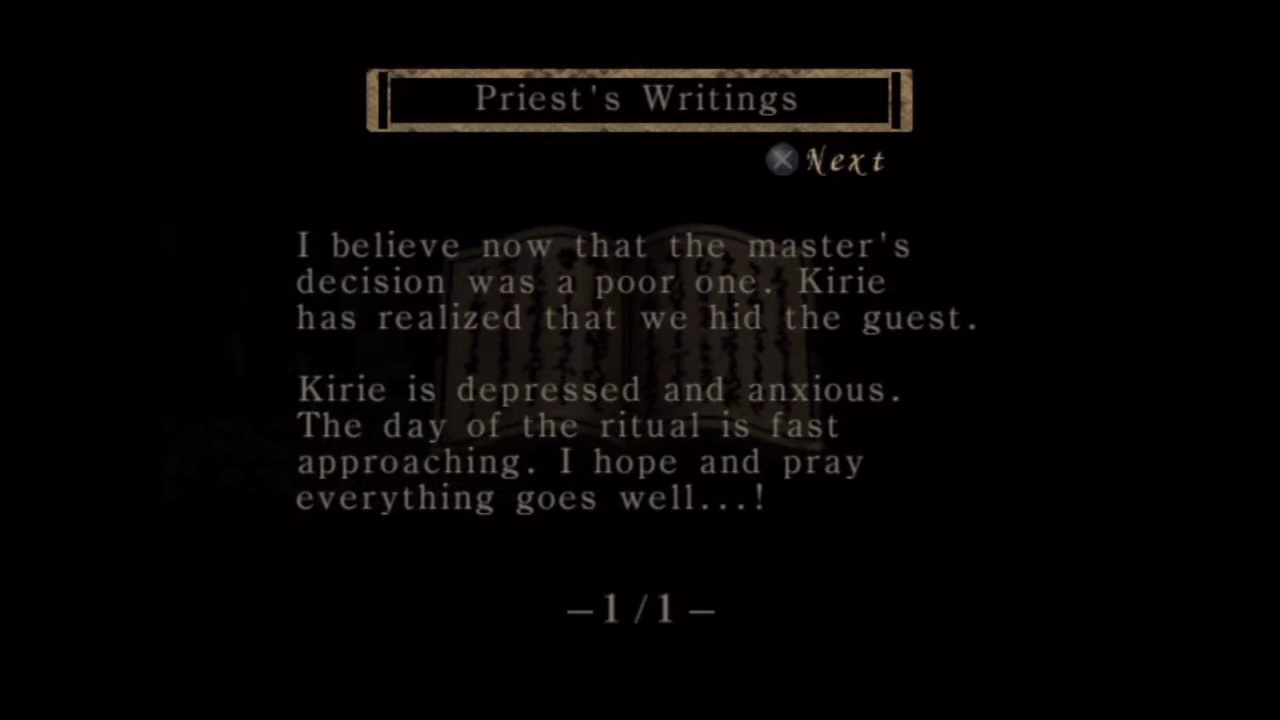 Priest's Writings
Next
I believe now that the master's
decision was a poor one. Kirie
has realized that we hid the guest.
Kirie is depressed and anxious.
The day of the ritual is fast
approaching. I hope and pray
everything goes well...!
–1/1–